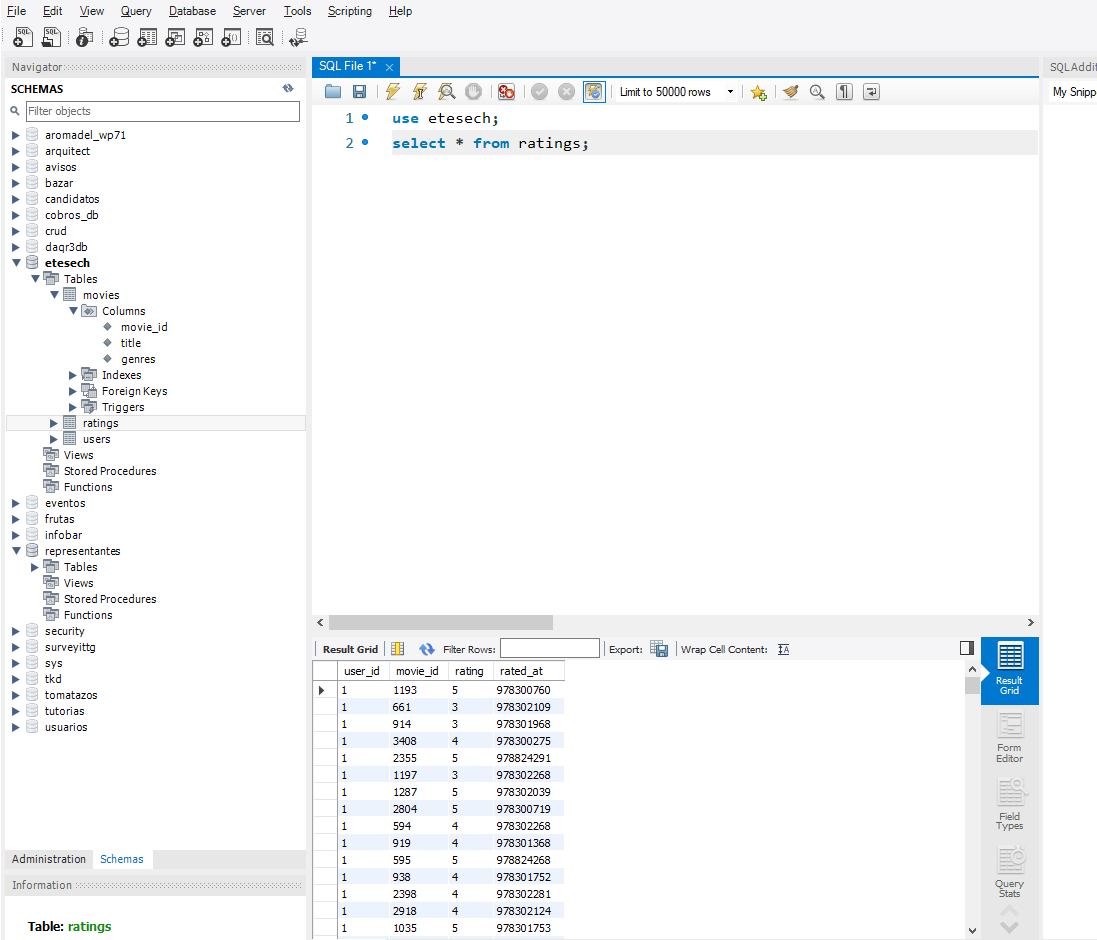 File Edit View Query Database Server Tools Scripting Help
Navigator
SCHEMAS
Filter objects
aromadel_wp71
arquitect
avisos
bazar
candidatos
cobros_db
crud
daqr3db
etesech
Tables
movies
Columns
movie_id
title
genres
Indexes
Foreign Keys
Triggers
ratings
users
Views
Stored Procedures
Functions
eventos
frutas
infobar
representantes
Tables
Views
Stored Procedures
Functions
security
surveyittg
sys
tkd
tomatazos
tutorias
usuarios
Administration Schemas
Information
Table: ratings
SQL File 1*
Limit to 50000 rows
1 use etesech;
2 select * from ratings;
Result Grid Filter Rows: Export: Wrap Cell Content:
user_id movie_id rating rated_at
1 1193 5 978300760
1 661 3 978302109
1 914 3 978301968
1 3408 4 978300275
1 2355 5 978824291
1 1197 3 978302268
1 1287 5 978302039
1 2804 5 978300719
1 594 4 978302268
1 919 4 978301368
1 595 5 978824268
1 938 4 978301752
1 2398 4 978302281
1 2918 4 978302124
1 1035 5 978301753
Result
Grid
Form
Editor
Field
Types
Query
Stats
SQLAddit
My Snipp